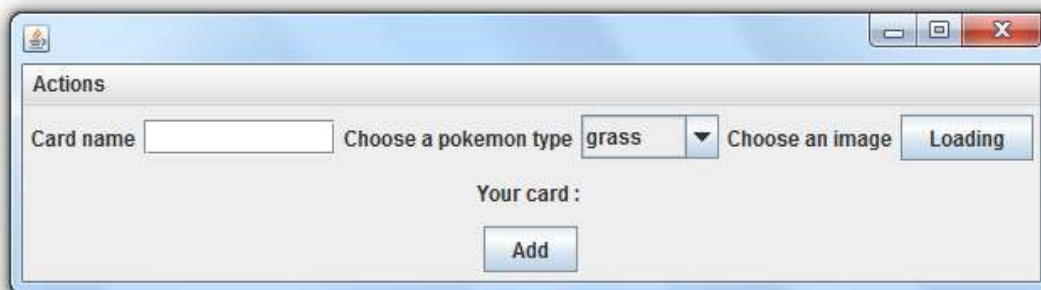 Actions
Card name Choose a pokemon type grass Choose an image Loading
Your card :
Add